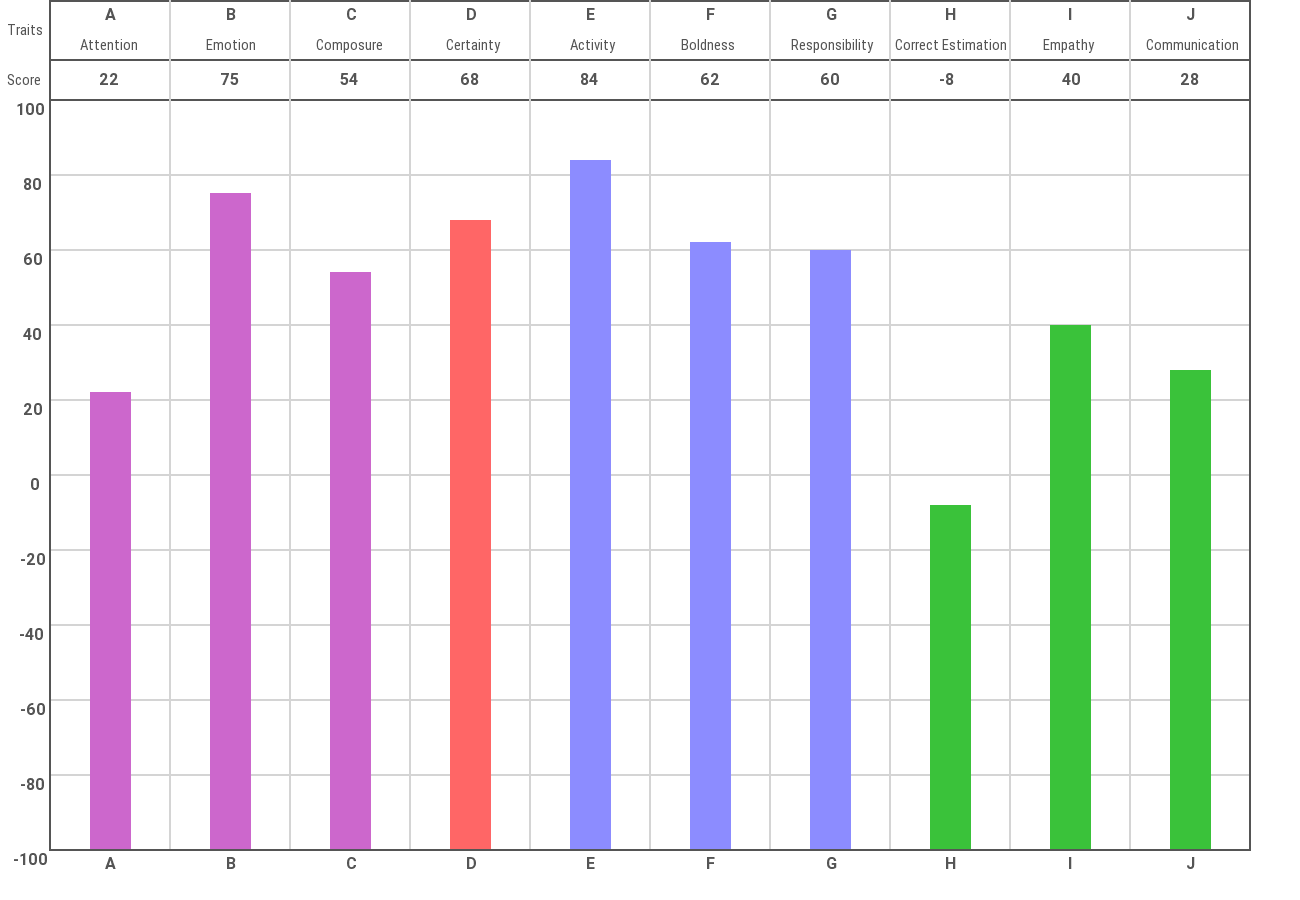 A B C D E F G H I J
Traits
Attention Emotion Composure Certainty Activity Boldness Responsibility Correct Estimation Empathy Communication
Score 22 75 54 68 84 62 60 -8 40 28
100
80
60
40
20
0
-20
-40
-60
-80
-100
A B C D E F G H I J